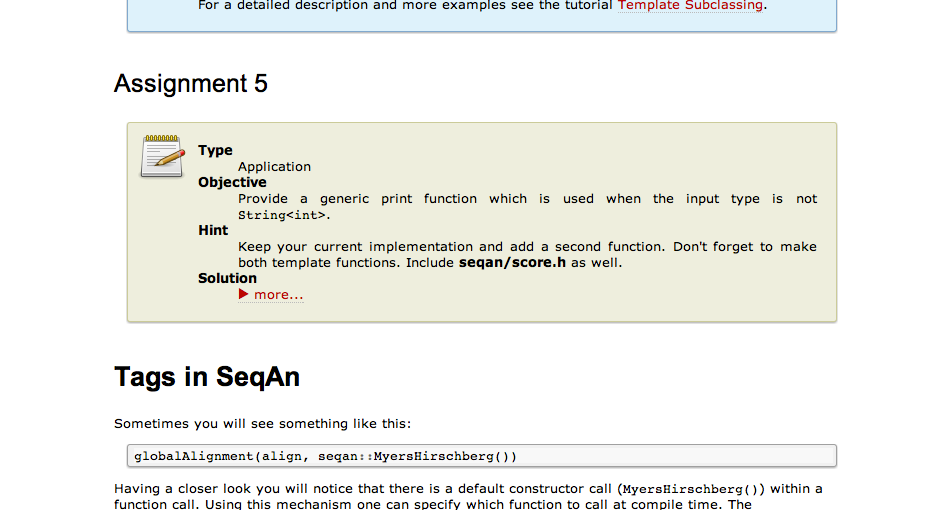 For a detailed description and more examples see the tutorial Template Subclassing.
Assignment 5
Type
Application
Objective
Provide a generic print function which is used when the input type is not
String<int>.
Hint
Keep your current implementation and add a second function. Don't forget to make
both template functions. Include seqan/score.h as well.
Solution
▶ more...
Tags in SeqAn
Sometimes you will see something like this:
globalAlignment(align, seqan::MyersHirschberg())
Having a closer look you will notice that there is a default constructor call (MyersHirschberg()) within a
function call. Using this mechanism one can specify which function to call at compile time. The